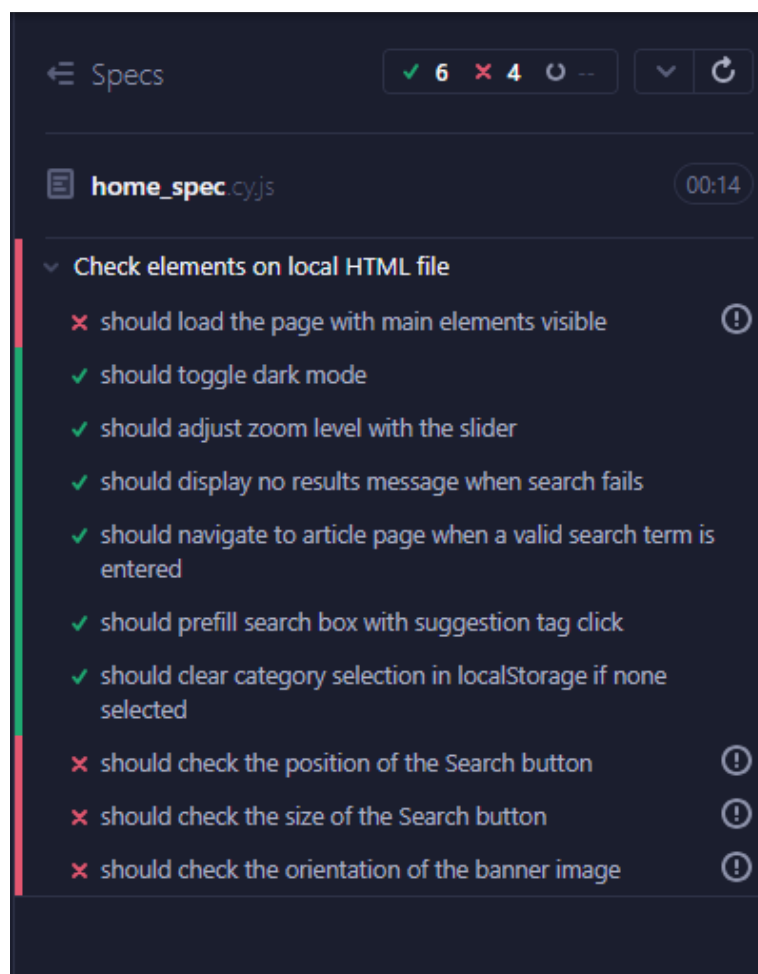 Specs
6 4 --
home_spec.cy.js
00:14
Check elements on local HTML file
should load the page with main elements visible
should toggle dark mode
should adjust zoom level with the slider
should display no results message when search fails
should navigate to article page when a valid search term is
entered
should prefill search box with suggestion tag click
should clear category selection in localStorage if none
selected
should check the position of the Search button
should check the size of the Search button
should check the orientation of the banner image